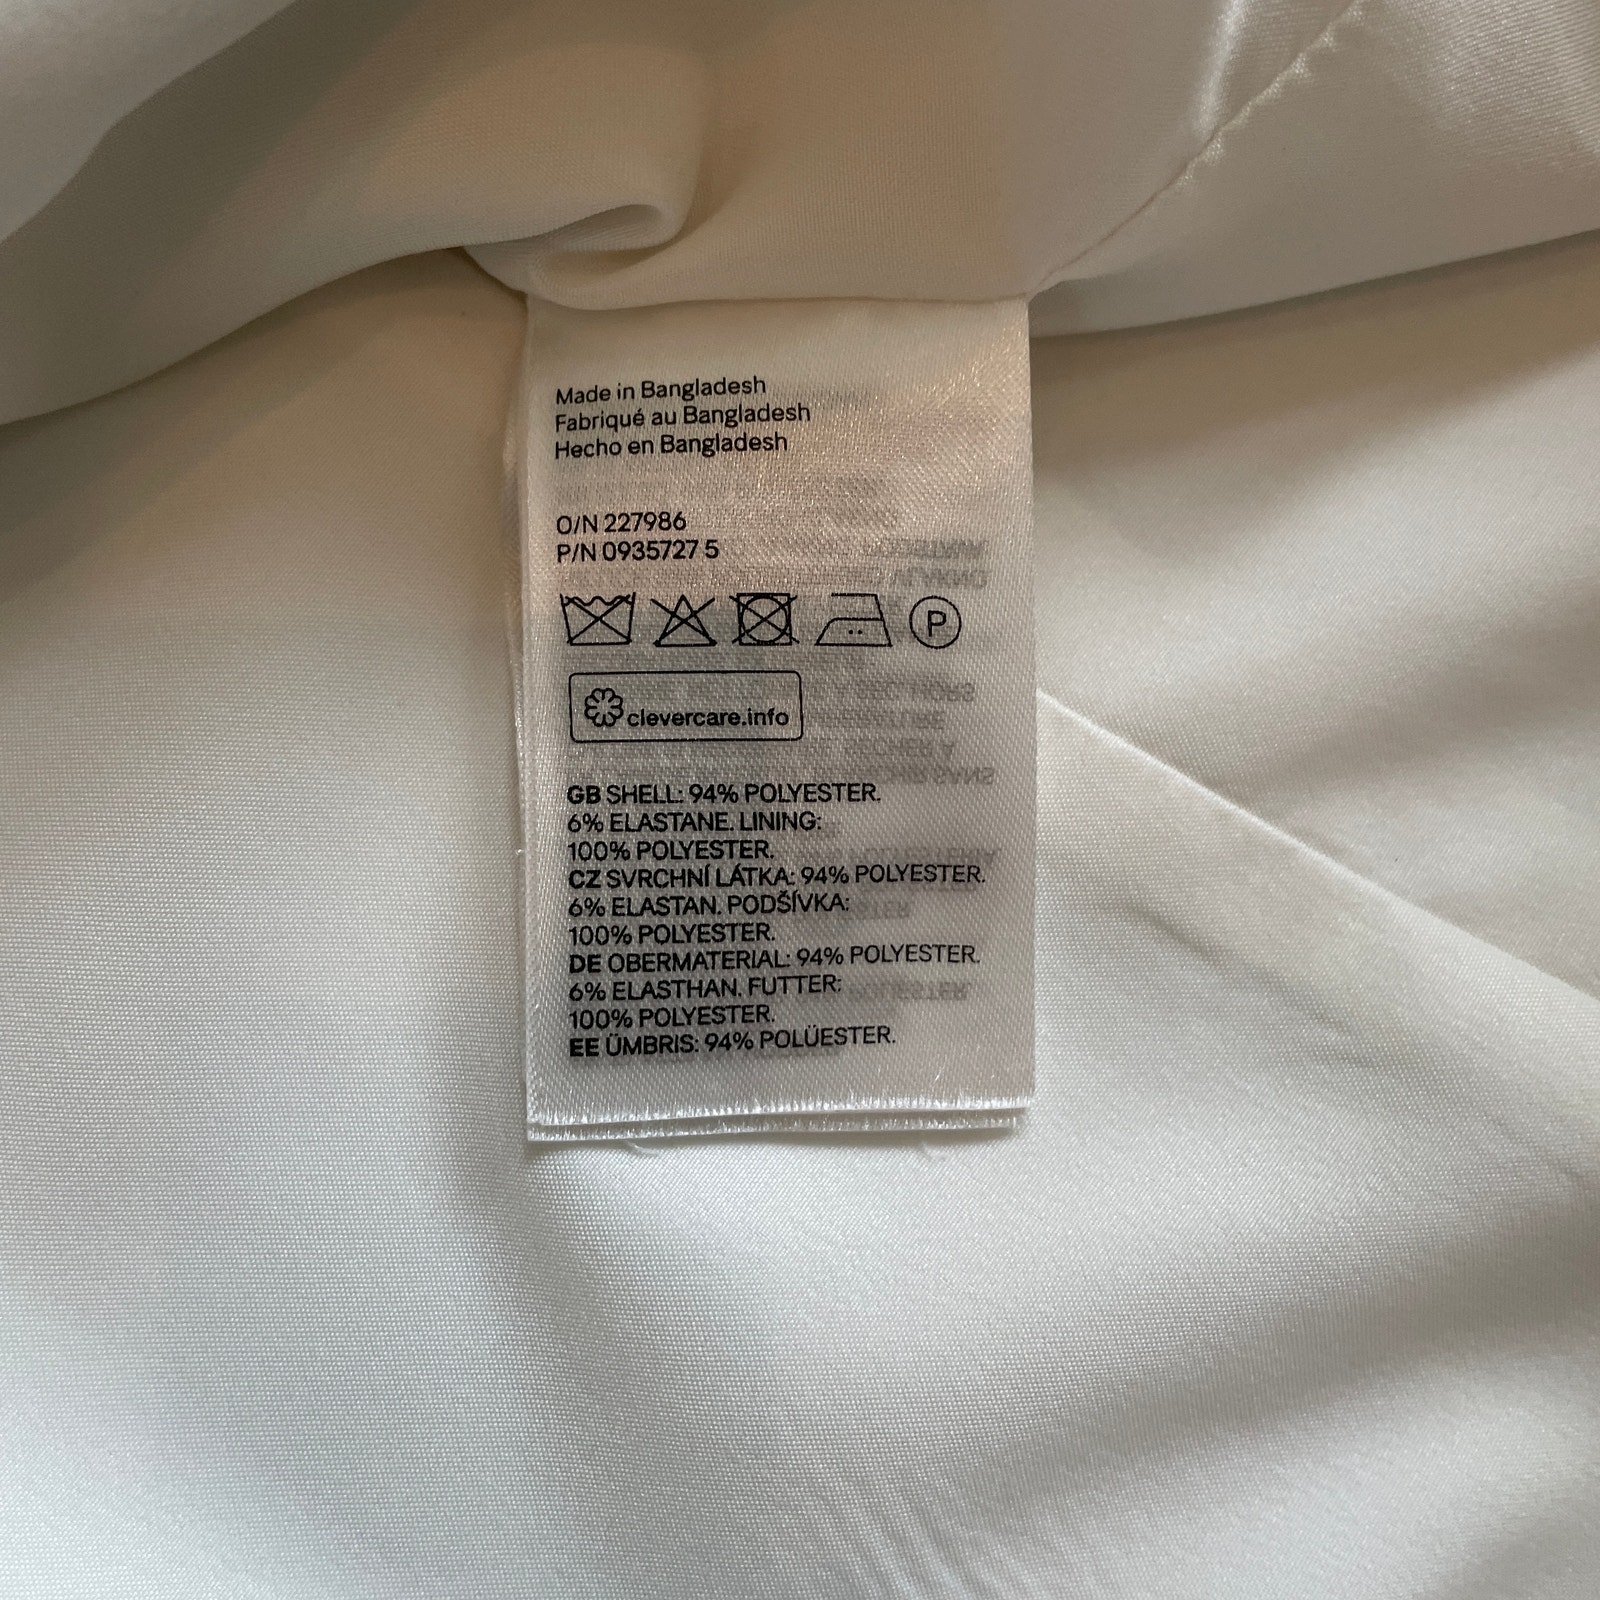 Made in Bangladesh
Fabriqué au Bangladesh
Hecho en Bangladesh
O/N 227986
P/N 0935727 5
P
clevercare.info
GB SHELL: 94% POLYESTER.
6% ELASTANE. LINING:
100% POLYESTER.
CZ SVRCHNÍ LÁTKA: 94% POLYESTER.
6% ELASTAN. PODŠÍVKA:
100% POLYESTER.
DE OBERMATERIAL: 94% POLYESTER.
6% ELASTHAN. FUTTER:
100% POLYESTER.
EE ÜMBRIS: 94% POLÜESTER.